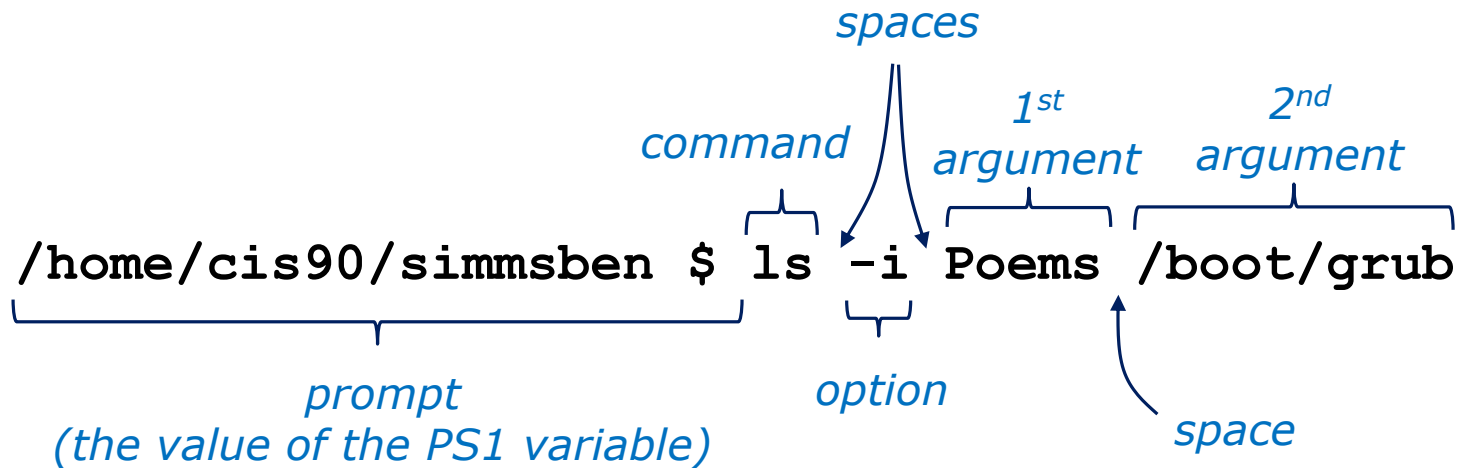 spaces
1st
argument
2nd
argument
command
/home/cis90/simmsben $ ls -i Poems /boot/grub
prompt
(the value of the PS1 variable)
option
space